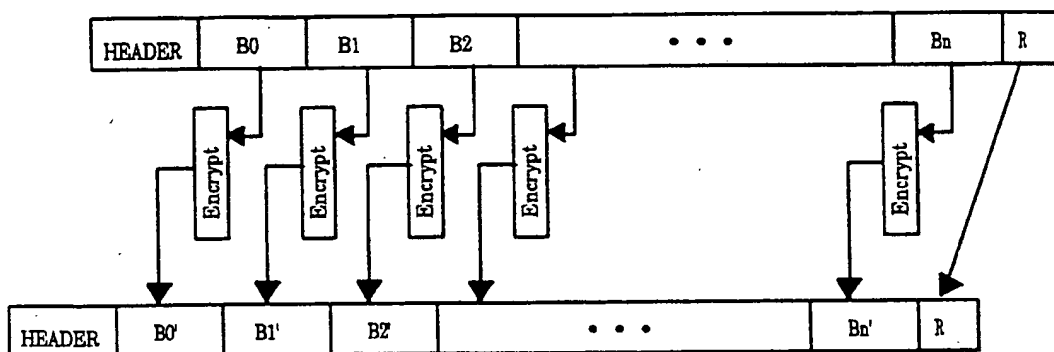 HEADER B0 B1 B2 • • • Bn R
Encrypt Encrypt Encrypt Encrypt Encrypt
HEADER B0' B1' B2' • • • Bn' R